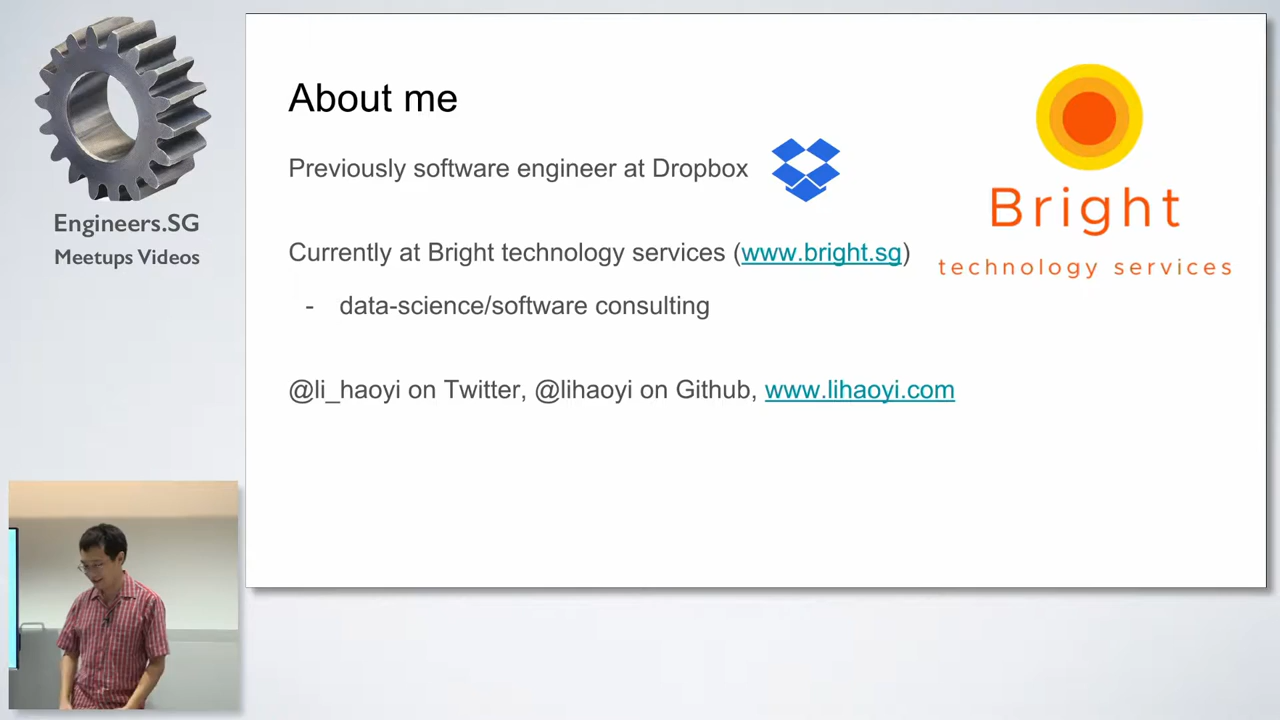 Engineers.SG
Meetups Videos
About me
Previously software engineer at Dropbox
Currently at Bright technology services (www.bright.sg)
- data-science/software consulting
@li_haoyi on Twitter, @lihaoyi on Github, www.lihaoyi.com
Bright
technology services